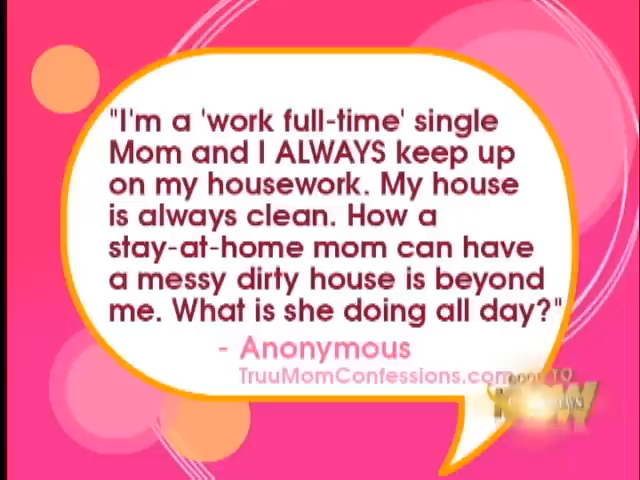 "I'm a 'work full-time' single
Mom and I ALWAYS keep up
on my housework. My house
is always clean. How a
stay-at-home mom can have
a messy dirty house is beyond
me. What is she doing all day?"
- Anonymous
TruuMomConfessions.com